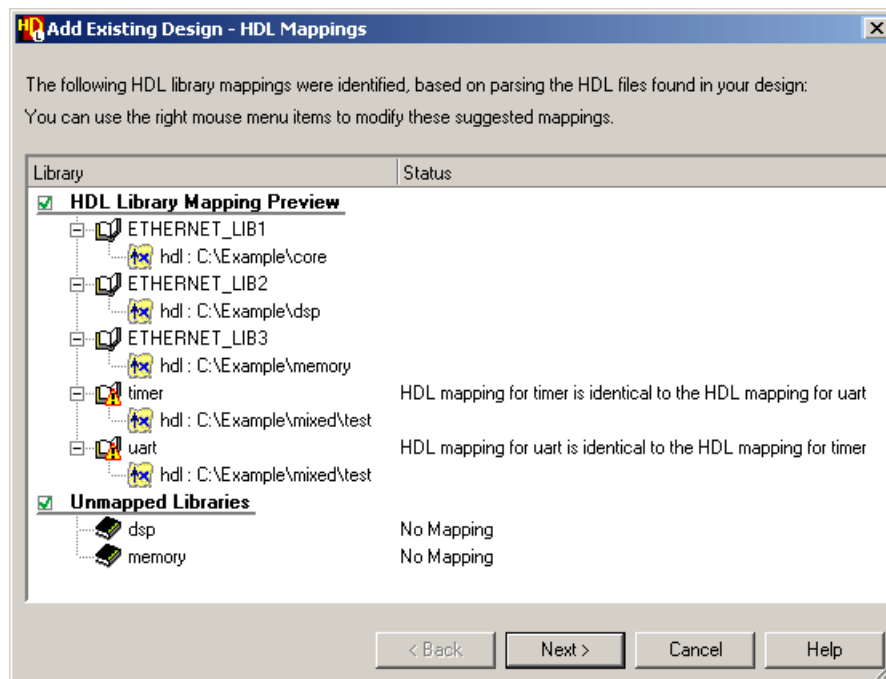 HD L Add Existing Design - HDL Mappings
The following HDL library mappings were identified, based on parsing the HDL files found in your design:
You can use the right mouse menu items to modify these suggested mappings.
Library Status
HDL Library Mapping Preview
ETHERNET_LIB1
hdl : C:\Example\core
ETHERNET_LIB2
hdl : C:\Example\dsp
ETHERNET_LIB3
hdl : C:\Example\memory
timer HDL mapping for timer is identical to the HDL mapping for uart
hdl : C:\Example\mixed\test
uart HDL mapping for uart is identical to the HDL mapping for timer
hdl : C:\Example\mixed\test
Unmapped Libraries
dsp No Mapping
memory No Mapping
< Back Next > Cancel Help